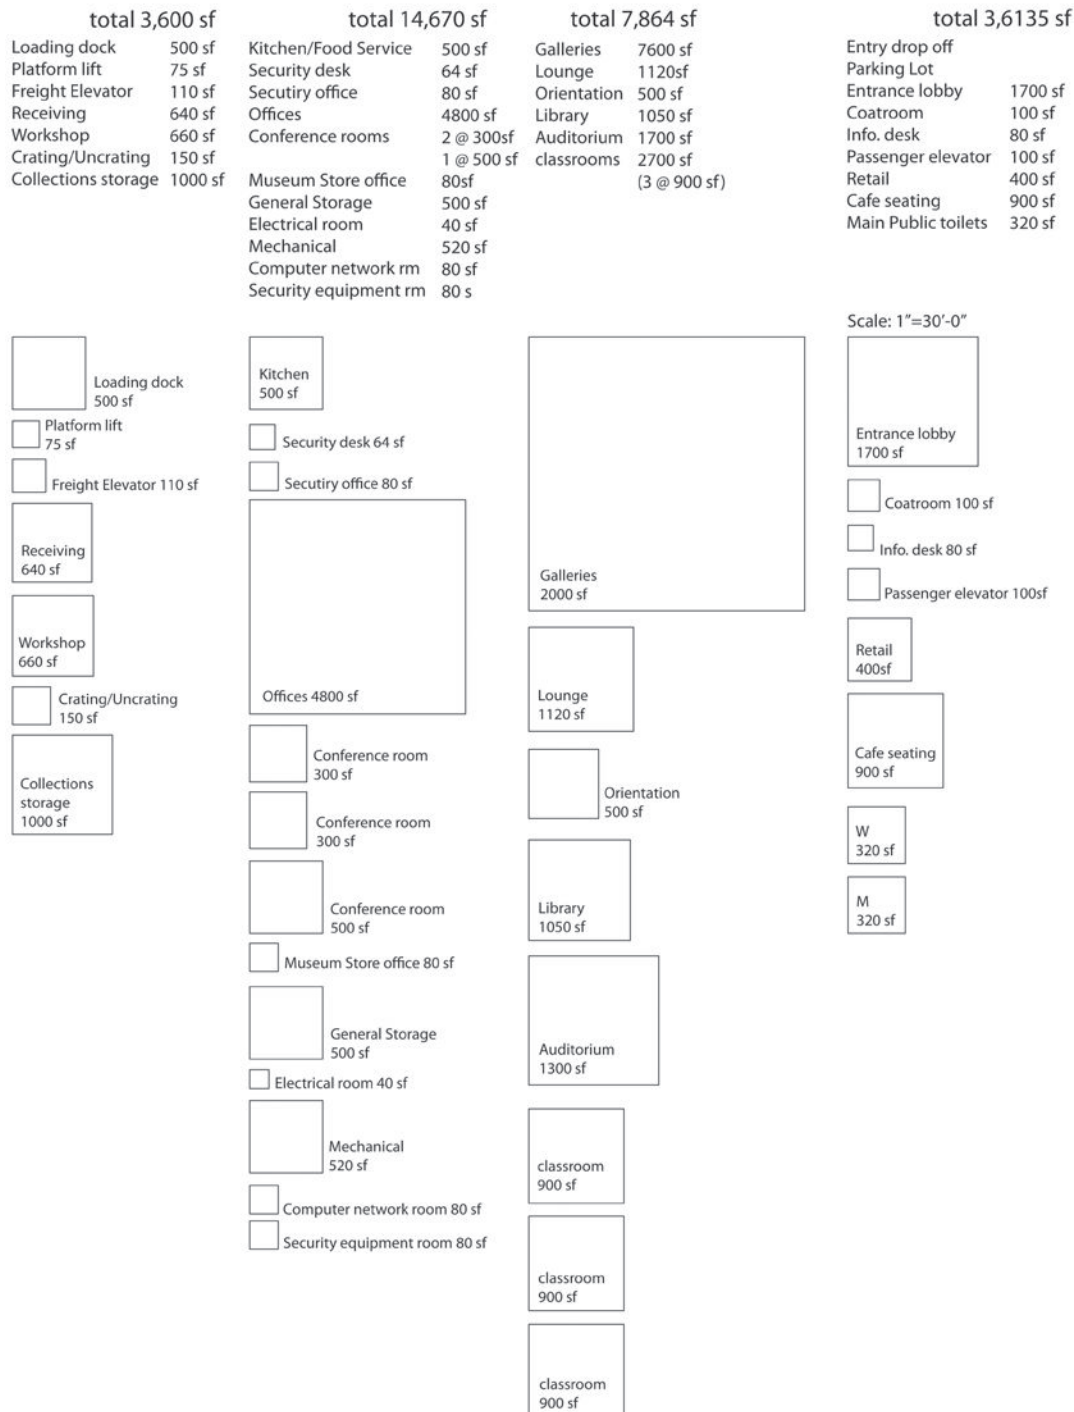 total 3,600 sf
Loading dock 500 sf
Platform lift 75 sf
Freight Elevator 110 sf
Receiving 640 sf
Workshop 660 sf
Crating/Uncrating 150 sf
Collections storage 1000 sf
total 14,670 sf
Kitchen/Food Service 500 sf
Security desk 64 sf
Secutiry office 80 sf
Offices 4800 sf
Conference rooms 2 @ 300sf
1 @ 500 sf
Museum Store office 80sf
General Storage 500 sf
Electrical room 40 sf
Mechanical 520 sf
Computer network rm 80 sf
Security equipment rm 80 s
total 7,864 sf
Galleries 7600 sf
Lounge 1120sf
Orientation 500 sf
Library 1050 sf
Auditorium 1700 sf
classrooms 2700 sf
(3 @ 900 sf)
total 3,6135 sf
Entry drop off
Parking Lot
Entrance lobby 1700 sf
Coatroom 100 sf
Info. desk 80 sf
Passenger elevator 100 sf
Retail 400 sf
Cafe seating 900 sf
Main Public toilets 320 sf
Loading dock
500 sf
Platform lift
75 sf
Freight Elevator 110 sf
Receiving
640 sf
Workshop
660 sf
Crating/Uncrating
150 sf
Collections
storage
1000 sf
Kitchen
500 sf
Security desk 64 sf
Secutiry office 80 sf
Offices 4800 sf
Conference room
300 sf
Conference room
300 sf
Conference room
500 sf
Museum Store office 80 sf
General Storage
500 sf
Electrical room 40 sf
Mechanical
520 sf
Computer network room 80 sf
Security equipment room 80 sf
Galleries
2000 sf
Lounge
1120 sf
Orientation
500 sf
Library
1050 sf
Auditorium
1300 sf
classroom
900 sf
classroom
900 sf
classroom
900 sf
Scale: 1"=30'-0"
Entrance lobby
1700 sf
Coatroom 100 sf
Info. desk 80 sf
Passenger elevator 100sf
Retail
400sf
Cafe seating
900 sf
W
320 sf
M
320 sf